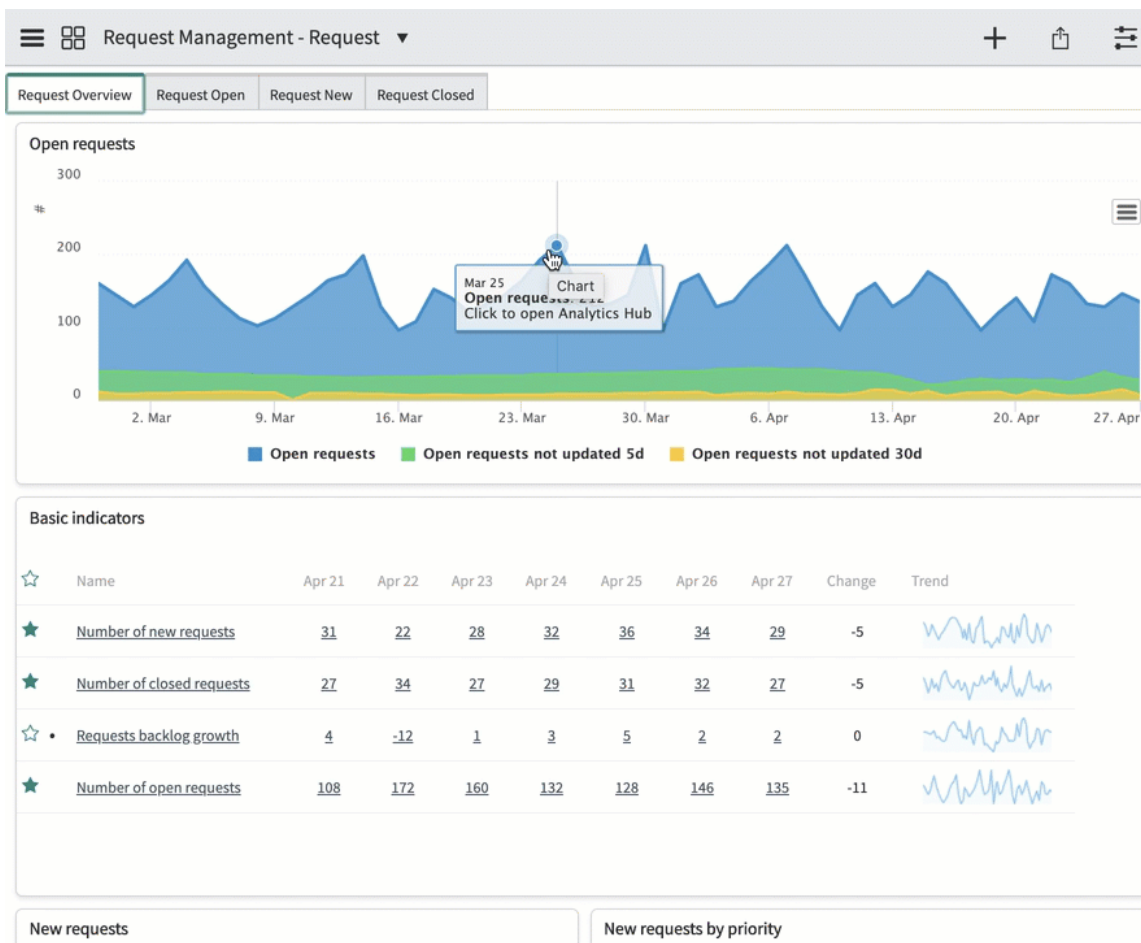 Request Management - Request
Request Overview Request Open Request New Request Closed
Open requests
300
#
200
100
0
Mar 25
Open requests: 212
Click to open Analytics Hub
Chart
2. Mar 9. Mar 16. Mar 23. Mar 30. Mar 6. Apr 13. Apr 20. Apr 27. Apr
Open requests Open requests not updated 5d Open requests not updated 30d
Basic indicators
Name Apr 21 Apr 22 Apr 23 Apr 24 Apr 25 Apr 26 Apr 27 Change Trend
Number of new requests 31 22 28 32 36 34 29 -5
Number of closed requests 27 34 27 29 31 32 27 -5
Requests backlog growth 4 -12 1 3 5 2 2 0
Number of open requests 108 172 160 132 128 146 135 -11
New requests New requests by priority